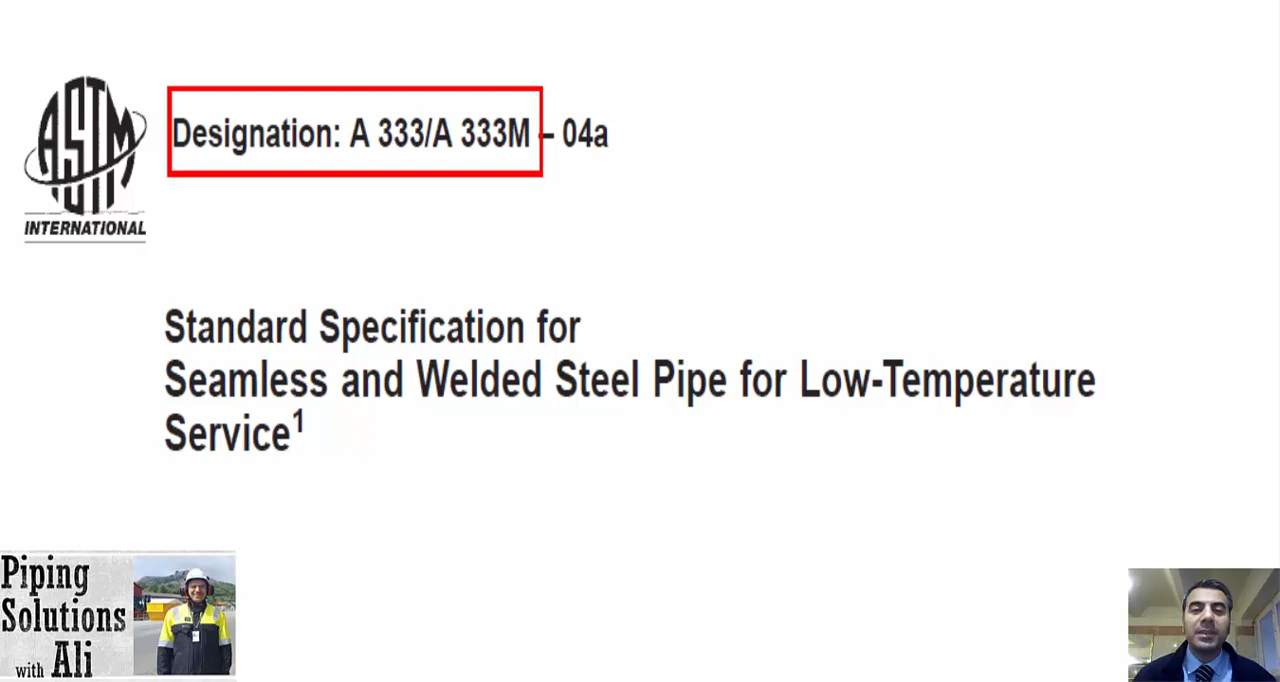 ASTM
INTERNATIONAL
Designation: A 333/A 333M – 04a
Standard Specification for
Seamless and Welded Steel Pipe for Low-Temperature
Service1
Piping
Solutions
with Ali